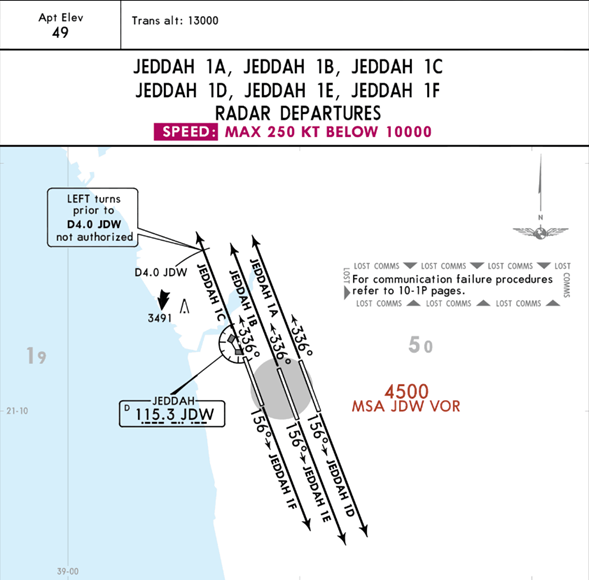 Apt Elev
49
Trans alt: 13000
JEDDAH 1A, JEDDAH 1B, JEDDAH 1C
JEDDAH 1D, JEDDAH 1E, JEDDAH 1F
RADAR DEPARTURES
SPEED: MAX 250 KT BELOW 10000
LEFT turns
prior to
D4.0 JDW
not authorized
N
D4.0 JDW
JEDDAH 1C
JEDDAH 1B
JEDDAH 1A
LOST COMMS LOST COMMS LOST COMMS LOST
COMMS
LOST
For communication failure procedures
refer to 10-1P pages.
LOST COMMS LOST COMMS LOST COMMS
3491
336°
336°
336°
19
50
JEDDAH
D 115.3 JDW
4500
MSA JDW VOR
21-10
156°
156°
156°
JEDDAH 1F
JEDDAH 1E
JEDDAH 1D
39-00